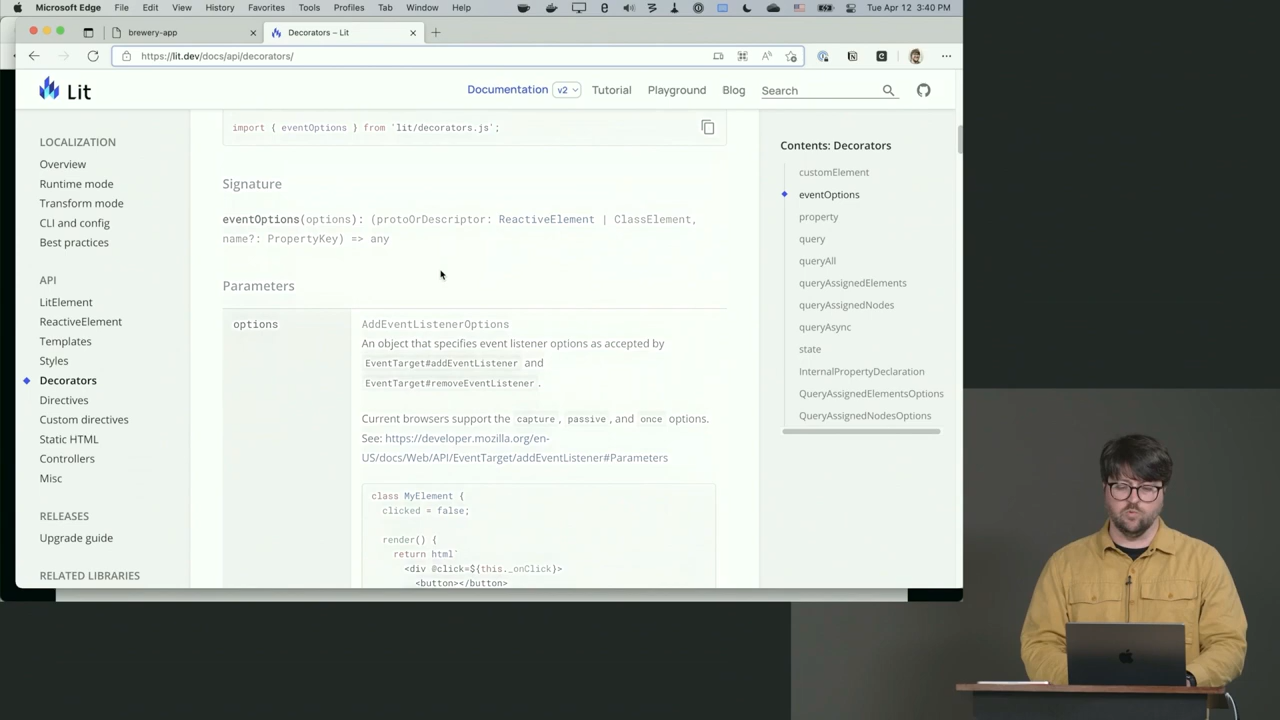 Microsoft Edge File Edit View History Favorites Tools Profiles Tab Window Help Tue Apr 12 3:40 PM
brewery-app
Decorators – Lit
https://lit.dev/docs/api/decorators/
Lit
Documentation v2 Tutorial Playground Blog Search
LOCALIZATION
Overview
Runtime mode
Transform mode
CLI and config
Best practices
API
LitElement
ReactiveElement
Templates
Styles
Decorators
Directives
Custom directives
Static HTML
Controllers
Misc
RELEASES
Upgrade guide
RELATED LIBRARIES
import { eventOptions } from 'lit/decorators.js';
Signature
eventOptions(options): (protoOrDescriptor: ReactiveElement | ClassElement,
name?: PropertyKey) => any
Parameters
options
AddEventListenerOptions
An object that specifies event listener options as accepted by
EventTarget#addEventListener and
EventTarget#removeEventListener.
Current browsers support the capture, passive, and once options.
See: https://developer.mozilla.org/en-
US/docs/Web/API/EventTarget/addEventListener#Parameters
class MyElement {
clicked = false;
render() {
return html`
<div @click=${this._onClick}>
<button></button>
Contents: Decorators
customElement
eventOptions
property
query
queryAll
queryAssignedElements
queryAssignedNodes
queryAsync
state
InternalPropertyDeclaration
QueryAssignedElementsOptions
QueryAssignedNodesOptions